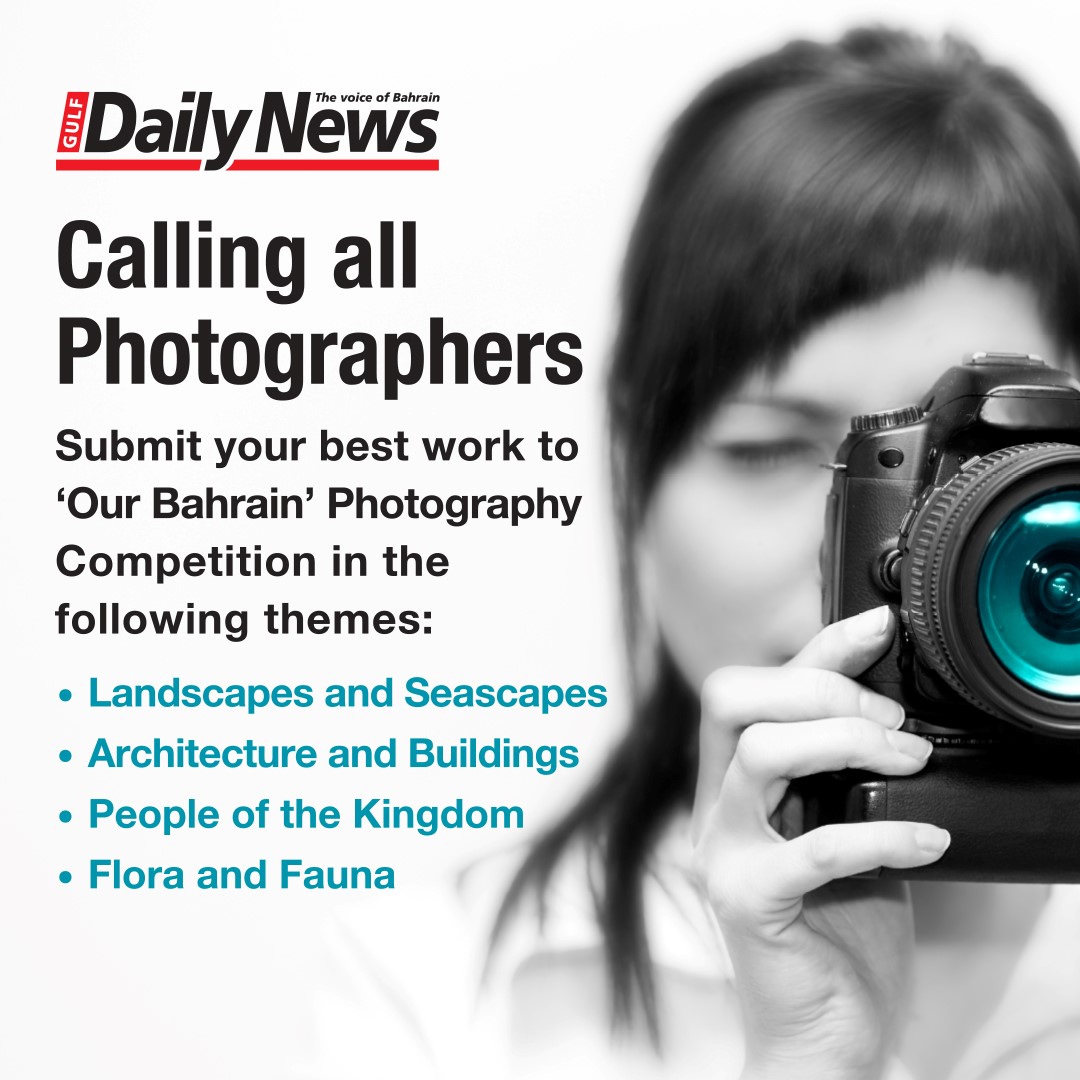 GULF Daily News
The voice of Bahrain
Calling all
Photographers
Submit your best work to
‘Our Bahrain’ Photography
Competition in the
following themes:
• Landscapes and Seascapes
• Architecture and Buildings
• People of the Kingdom
• Flora and Fauna